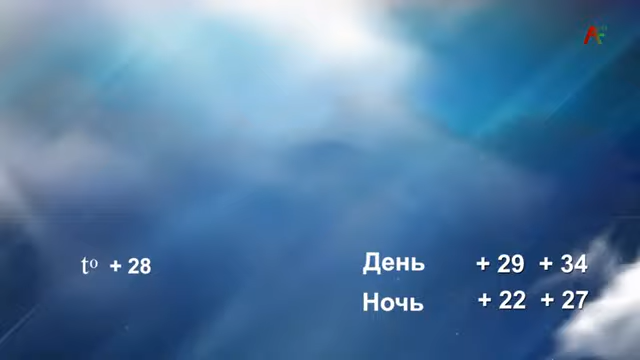 t° + 28
День + 29 + 34
Ночь + 22 + 27